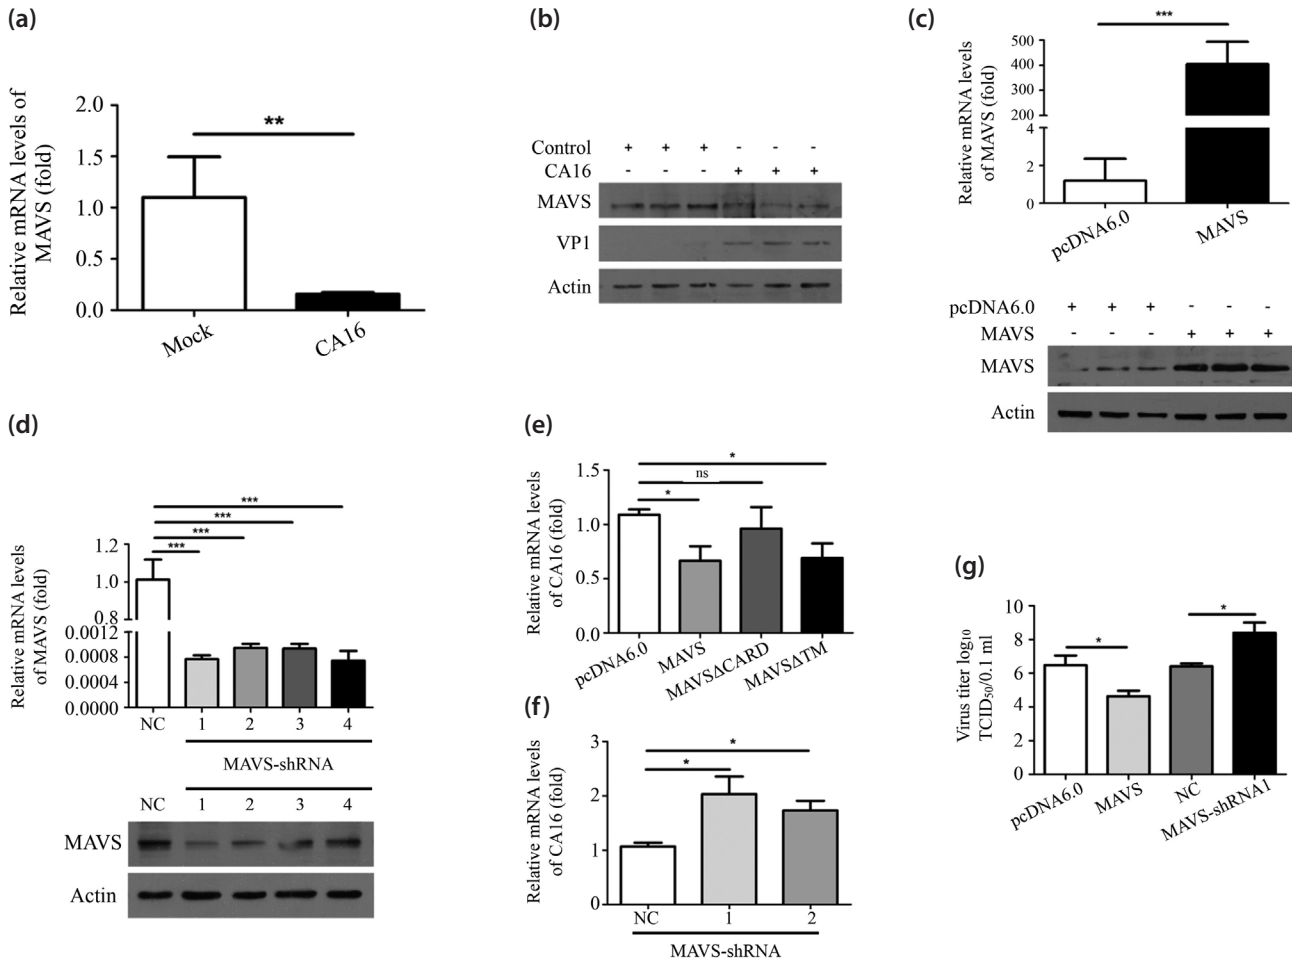 (a)
Relative mRNA levels of
MAVS (fold)
2.0
1.5
1.0
0.5
0.0
**
Mock
CA16
(b)
Control + + + - - -
CA16 - - - + + +
MAVS
VP1
Actin
(c)
Relative mRNA levels
of MAVS (fold)
500
400
300
200
4
2
0
***
pcDNA6.0
MAVS
pcDNA6.0 + + + - - -
MAVS - - - + + +
MAVS
Actin
(d)
Relative mRNA levels
of MAVS (fold)
1.2
1.0
0.8
0.0012
0.0008
0.0004
0.0000
***
***
***
***
NC 1 2 3 4
MAVS-shRNA
NC 1 2 3 4
MAVS
Actin
(e)
Relative mRNA levels
of CA16 (fold)
1.5
1.0
0.5
0.0
*
ns
*
pcDNA6.0
MAVS
MAVSΔCARD
MAVSΔTM
(f)
Relative mRNA levels
of CA16 (fold)
3
2
1
0
*
*
NC 1 2
MAVS-shRNA
(g)
Virus titer log₁₀
TCID₅₀/0.1 ml
10
8
6
4
2
0
*
*
pcDNA6.0
MAVS
NC
MAVS-shRNA1